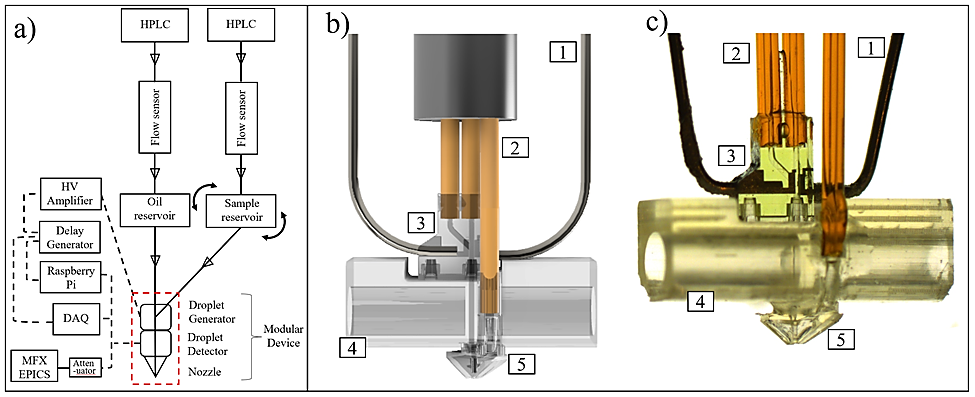 a)
HPLC
HPLC
Flow sensor
Flow sensor
HV
Amplifier
Oil
reservoir
Sample
reservoir
Delay
Generator
Raspberry
Pi
DAQ
MFX
EPICS
Atten
-uator
Droplet
Generator
Droplet
Detector
Nozzle
Modular
Device
b)
1
2
3
4
5
c)
1
2
3
4
5